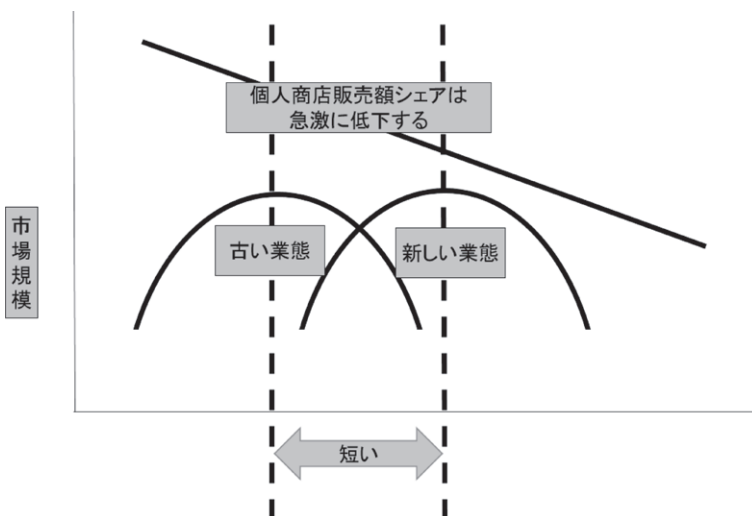 個人商店販売額シェアは
急激に低下する
市場規模
古い業態
新しい業態
短い